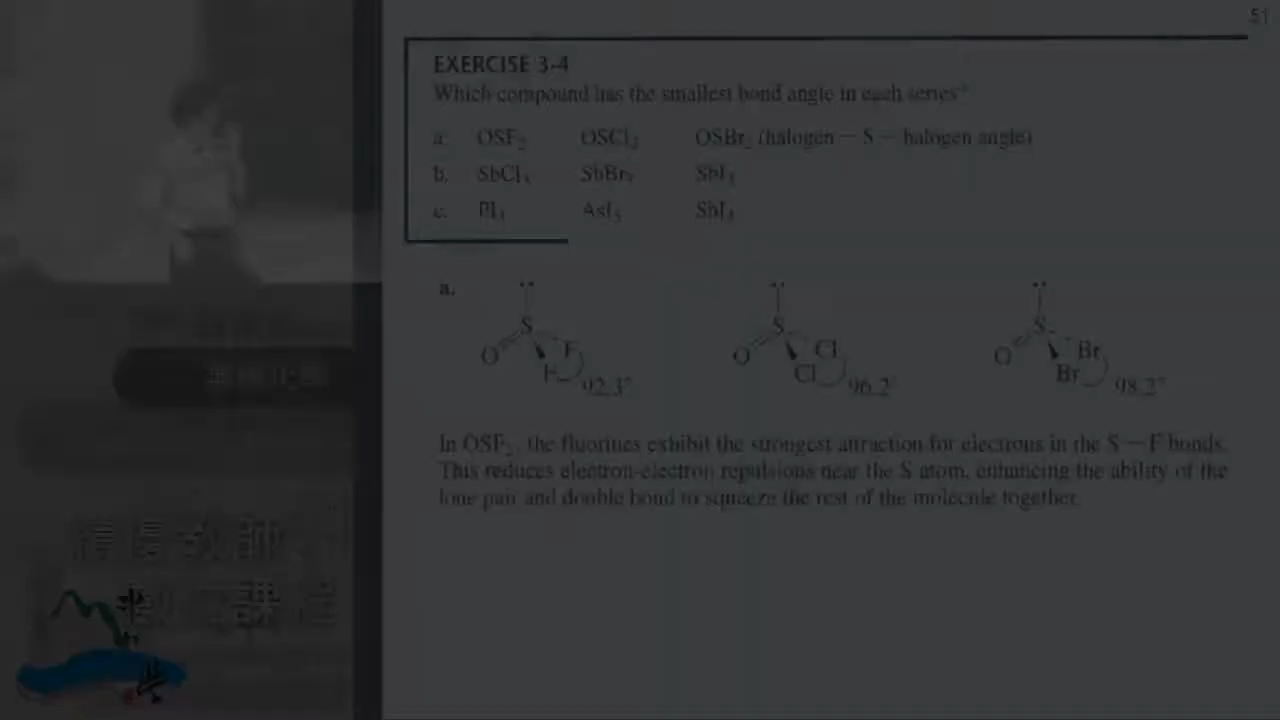 51
EXERCISE 3-4
Which compound has the smallest bond angle in each series?
a. OSF₂ OSCl₂ OSBr₂ (halogen — S — halogen angle)
b. SbCl₃ SbBr₃ SbI₃
c. PI₃ AsI₃ SbI₃
a.
S S S
O F O Cl O Br
F 92.3° Cl 96.2° Br 98.2°
In OSF₂, the fluorines exhibit the strongest attraction for electrons in the S—F bonds.
This reduces electron-electron repulsions near the S atom, enhancing the ability of the
lone pair and double bond to squeeze the rest of the molecule together.